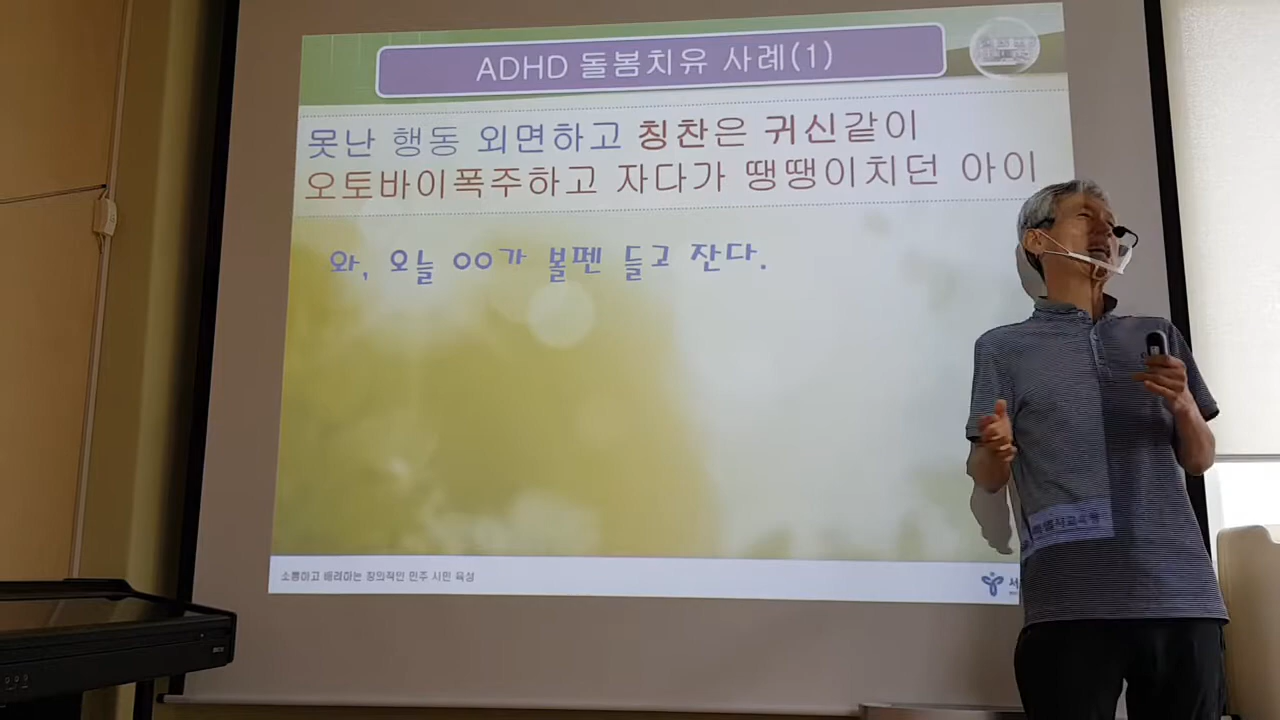 ADHD 돌봄치유 사례(1)
못난 행동 외면하고 칭찬은 귀신같이
오토바이폭주하고 자다가 땡땡이치던 아이
와, 오늘 OO가 볼펜 들고 잔다.
소통하고 배려하는 창의적인 민주 시민 육성
서